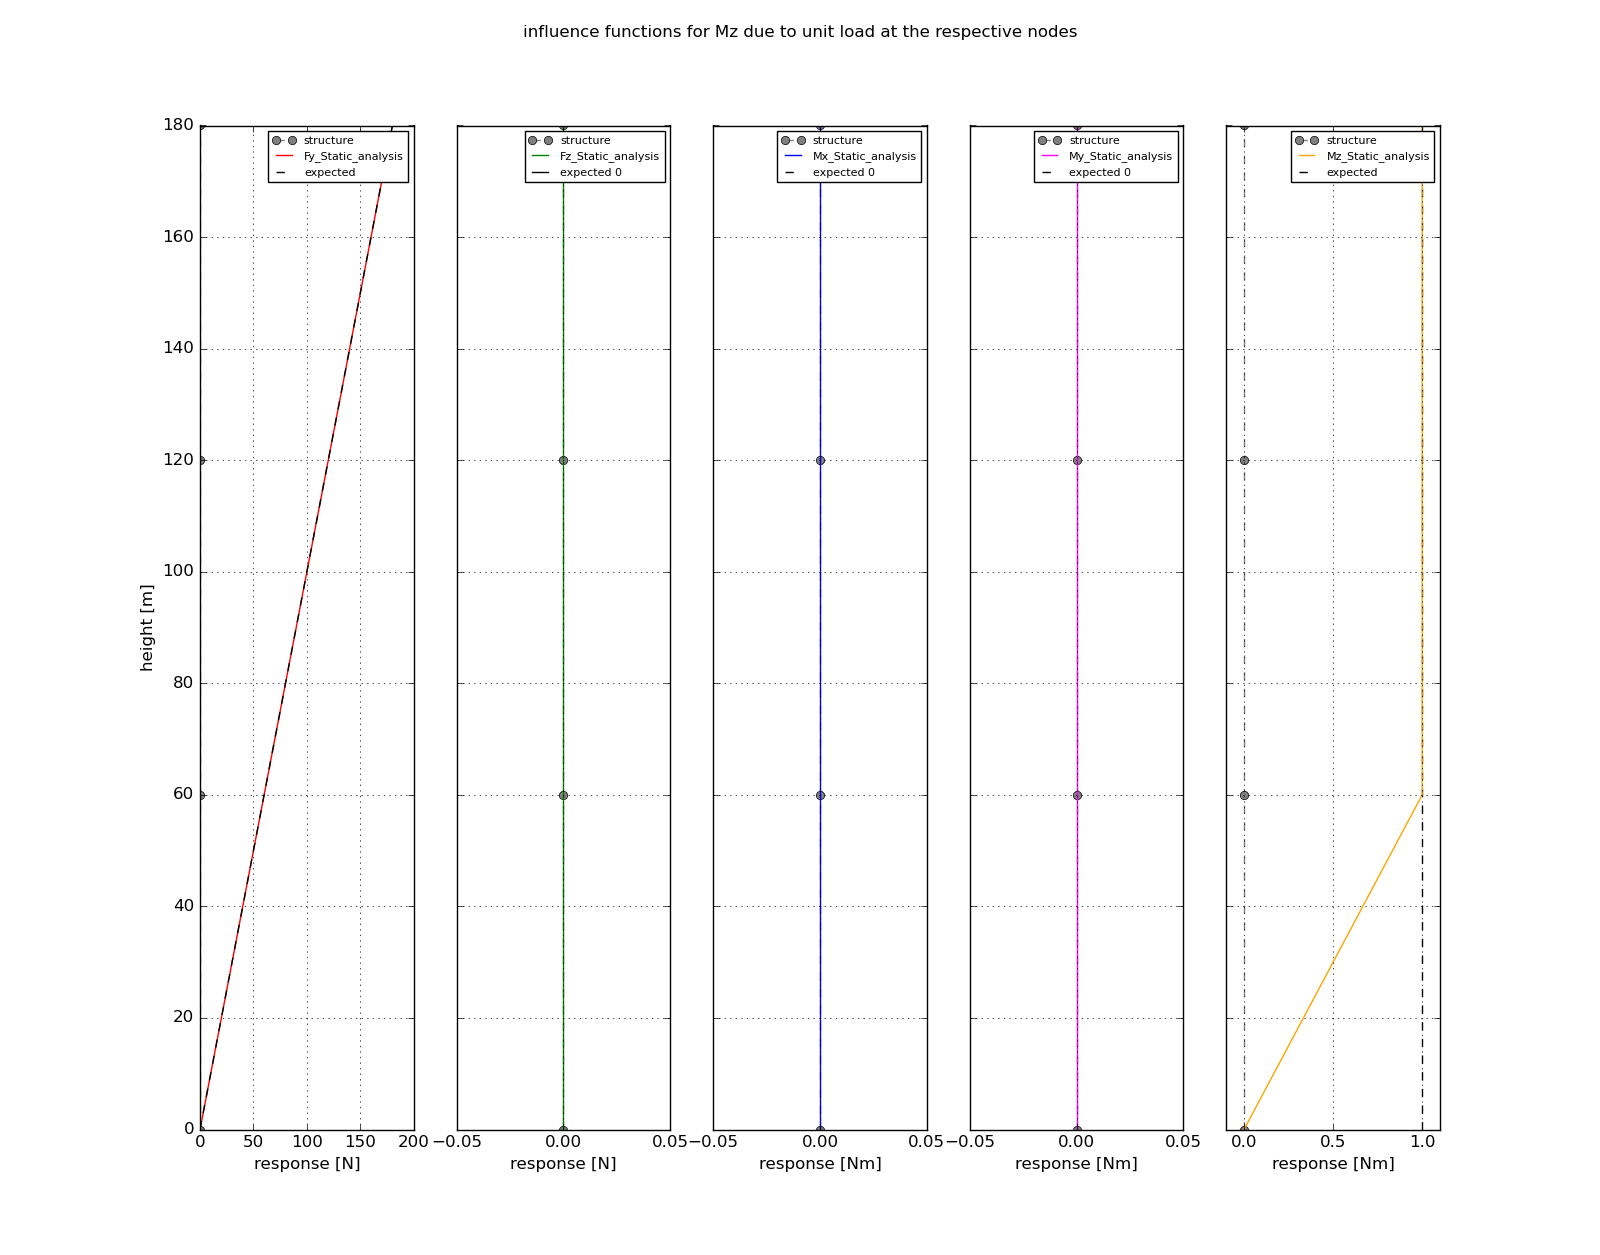 influence functions for Mz due to unit load at the respective nodes
height [m]
180
160
140
120
100
80
60
40
20
0
structure
Fy_Static_analysis
expected
0 50 100 150 200
response [N]
structure
Fz_Static_analysis
expected 0
−0.05 0.00 0.05
response [N]
structure
Mx_Static_analysis
expected 0
−0.05 0.00 0.05
response [Nm]
structure
My_Static_analysis
expected 0
−0.05 0.00 0.05
response [Nm]
structure
Mz_Static_analysis
expected
0.0 0.5 1.0
response [Nm]